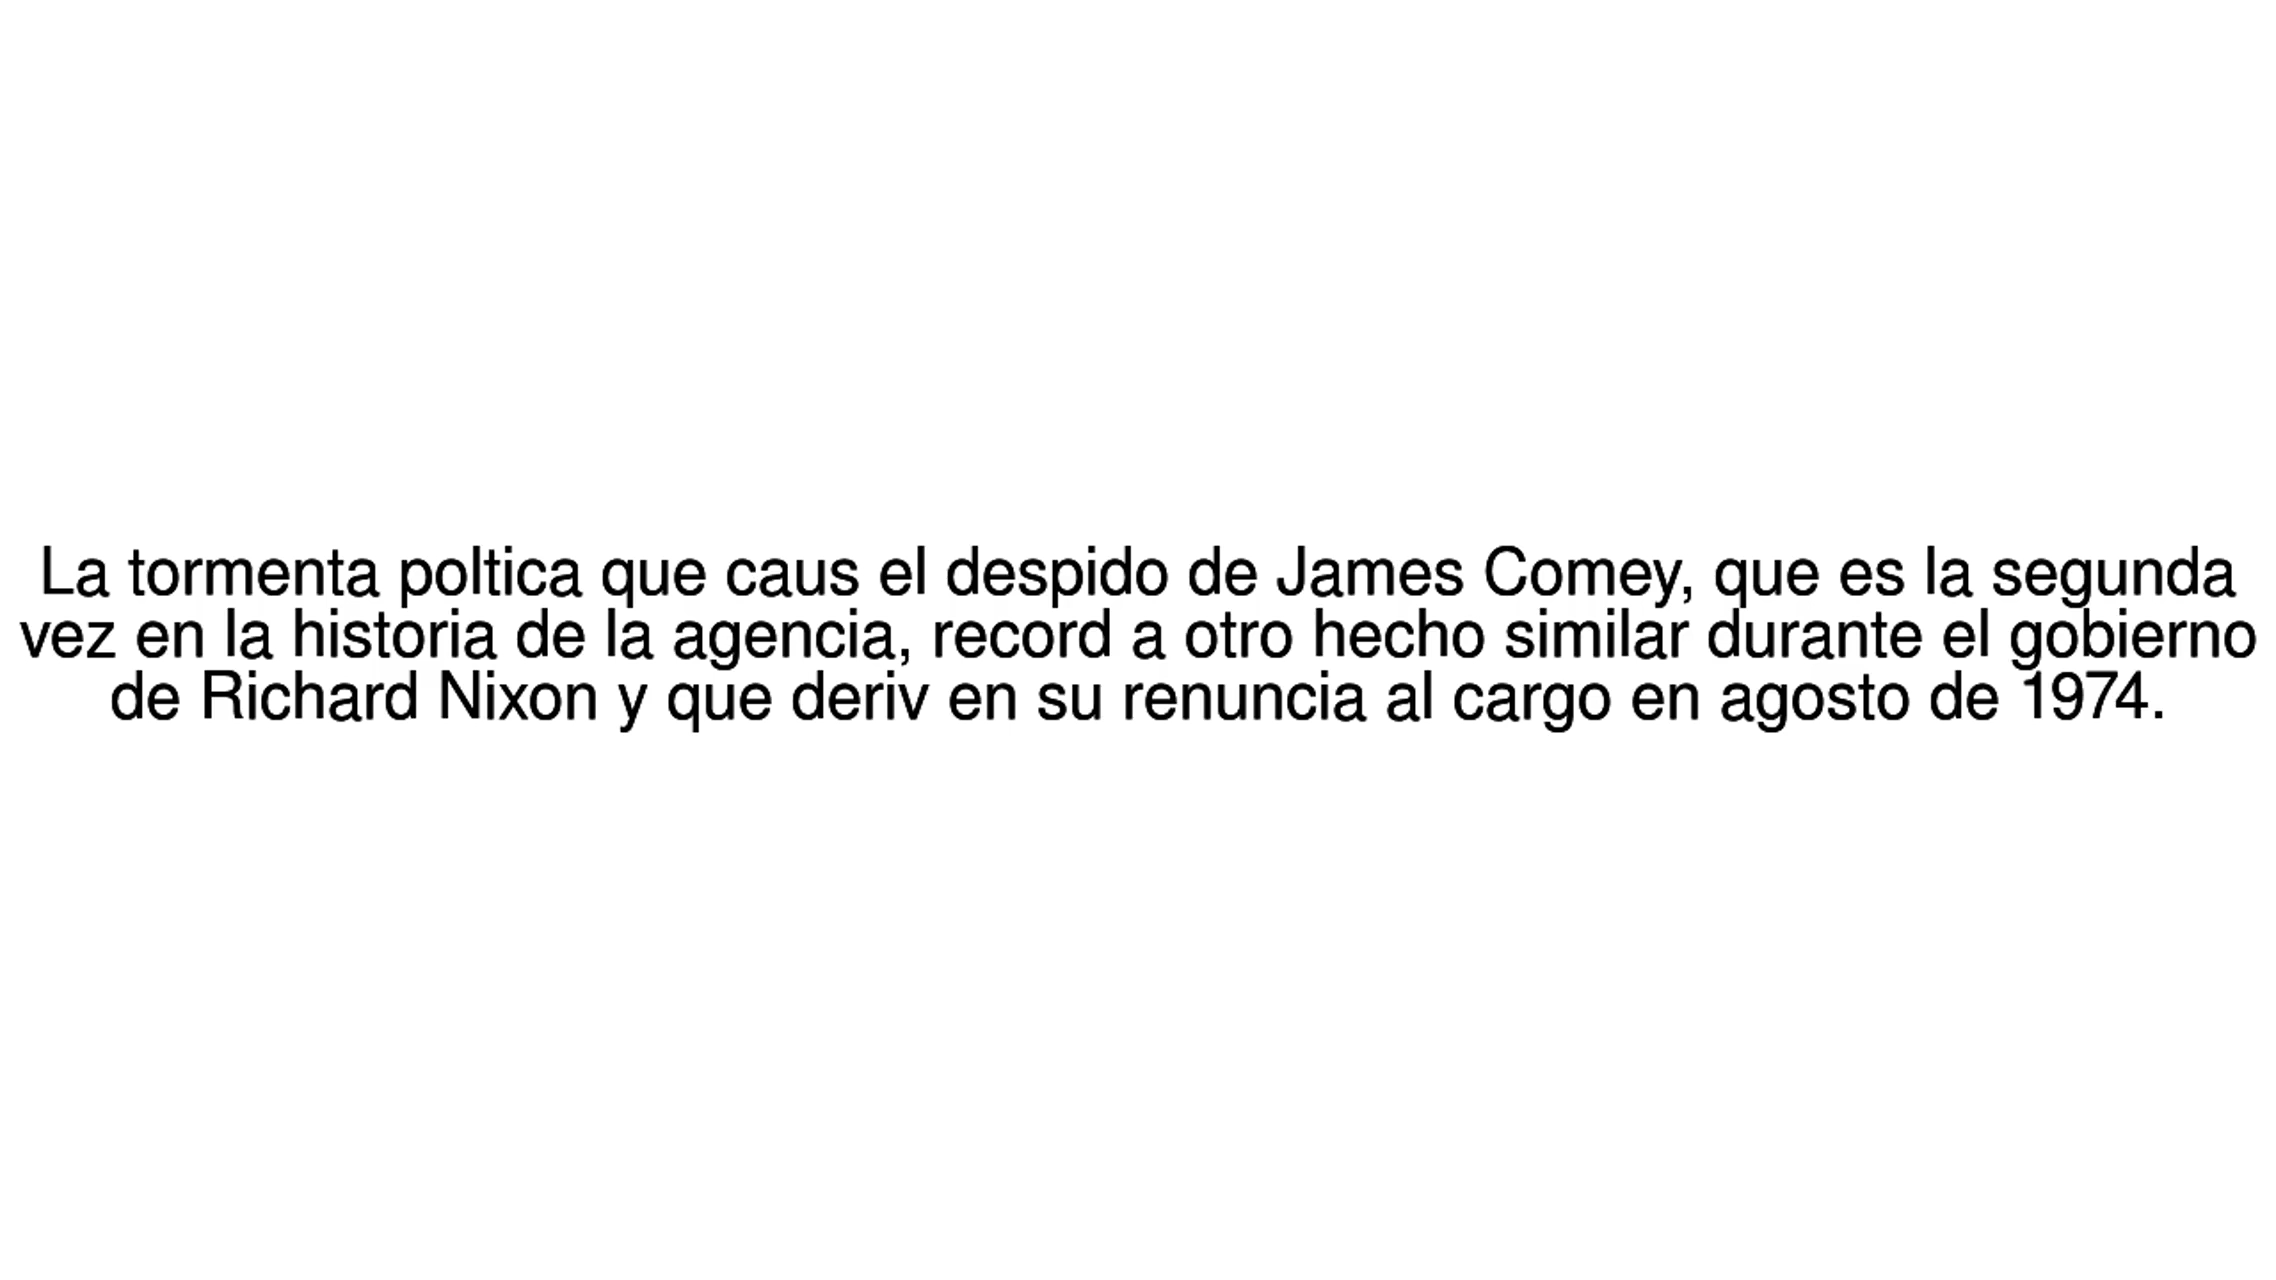 La tormenta poltica que caus el despido de James Comey, que es la segunda
vez en la historia de la agencia, record a otro hecho similar durante el gobierno
de Richard Nixon y que deriv en su renuncia al cargo en agosto de 1974.